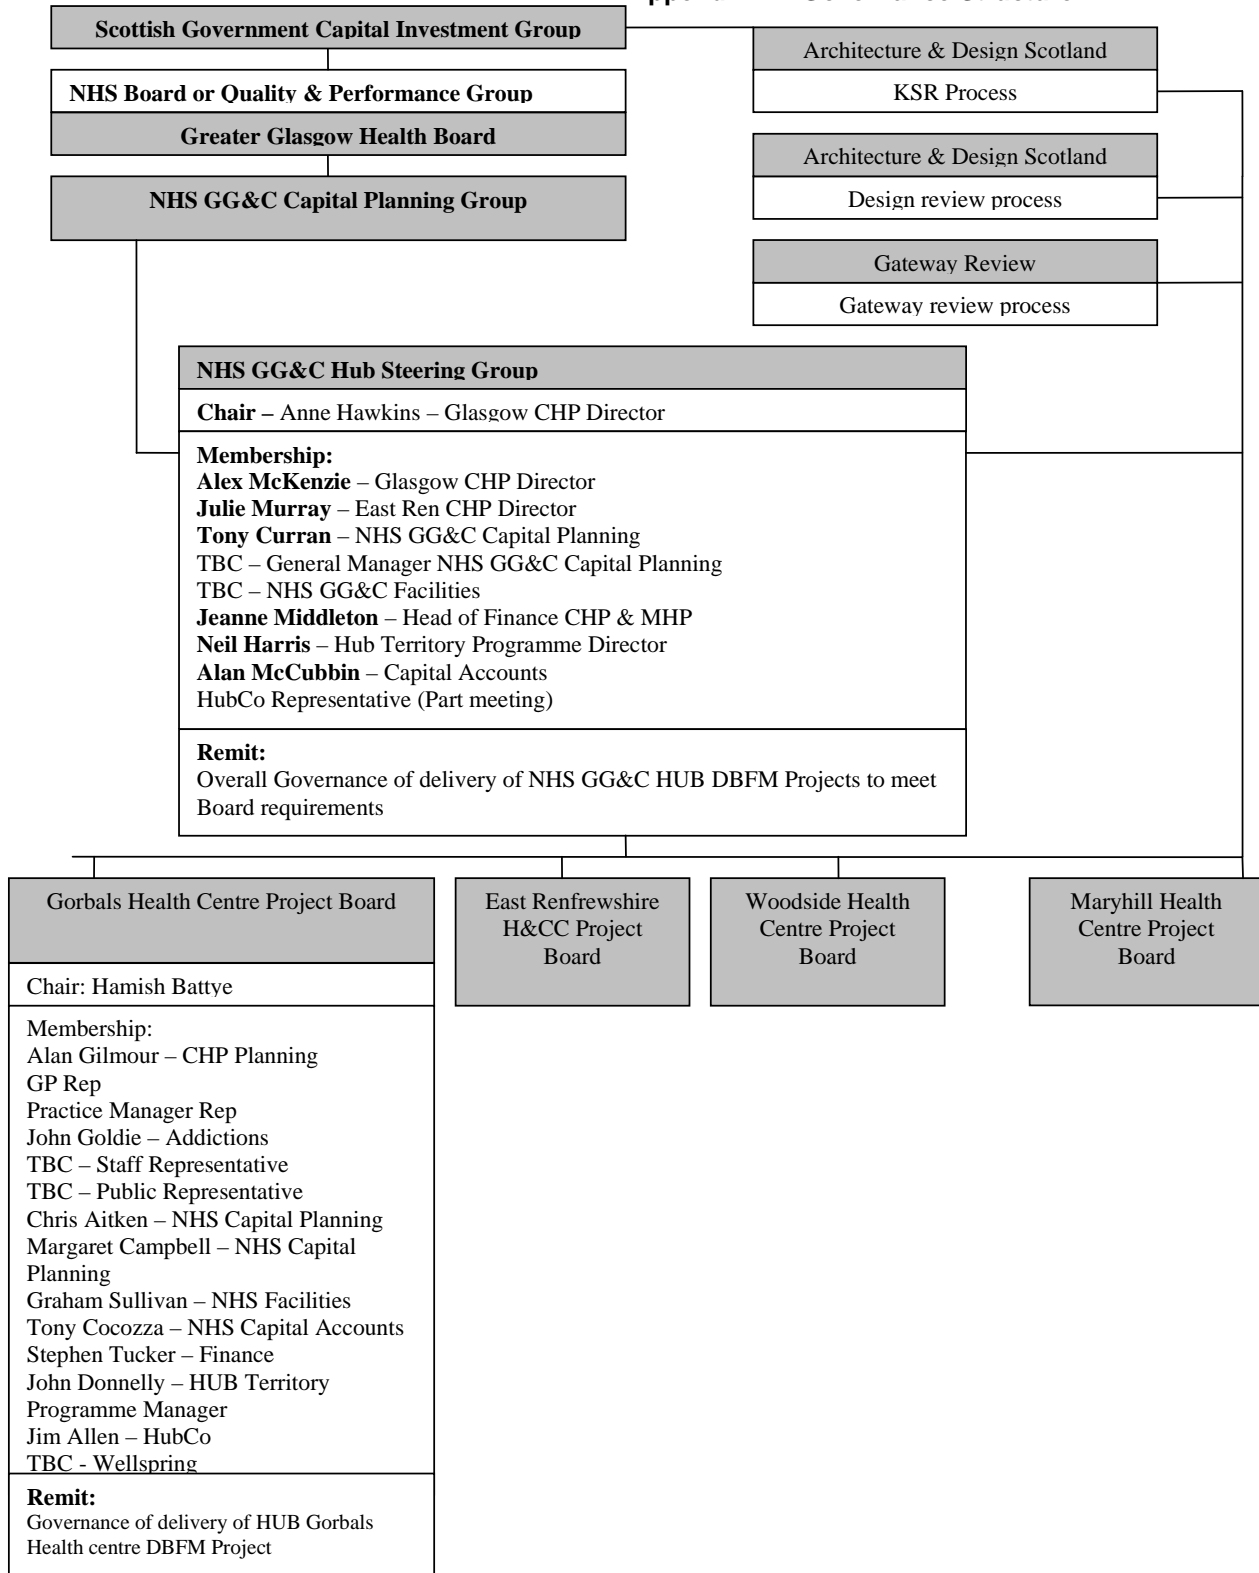 Scottish Government Capital Investment Group
NHS Board or Quality & Performance Group
Greater Glasgow Health Board
NHS GG&C Capital Planning Group
Architecture & Design Scotland
KSR Process
Architecture & Design Scotland
Design review process
Gateway Review
Gateway review process
NHS GG&C Hub Steering Group
Chair – Anne Hawkins – Glasgow CHP Director
Membership:
Alex McKenzie – Glasgow CHP Director
Julie Murray – East Ren CHP Director
Tony Curran – NHS GG&C Capital Planning
TBC – General Manager NHS GG&C Capital Planning
TBC – NHS GG&C Facilities
Jeanne Middleton – Head of Finance CHP & MHP
Neil Harris – Hub Territory Programme Director
Alan McCubbin – Capital Accounts
HubCo Representative (Part meeting)
Remit:
Overall Governance of delivery of NHS GG&C HUB DBFM Projects to meet
Board requirements
Gorbals Health Centre Project Board
Chair: Hamish Battye
Membership:
Alan Gilmour – CHP Planning
GP Rep
Practice Manager Rep
John Goldie – Addictions
TBC – Staff Representative
TBC – Public Representative
Chris Aitken – NHS Capital Planning
Margaret Campbell – NHS Capital
Planning
Graham Sullivan – NHS Facilities
Tony Cocozza – NHS Capital Accounts
Stephen Tucker – Finance
John Donnelly – HUB Territory
Programme Manager
Jim Allen – HubCo
TBC - Wellspring
Remit:
Governance of delivery of HUB Gorbals
Health centre DBFM Project
East Renfrewshire
H&CC Project
Board
Woodside Health
Centre Project
Board
Maryhill Health
Centre Project
Board